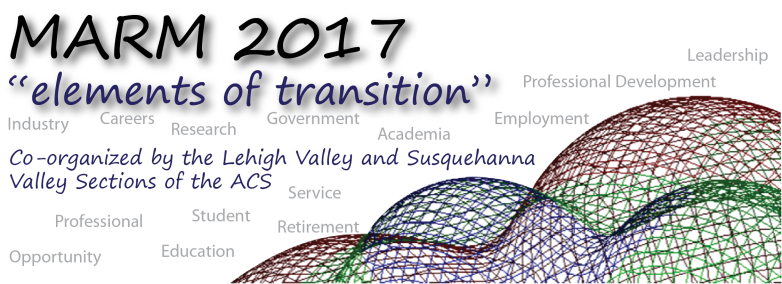 MARM 2017
Leadership
“elements of transition”
Professional Development
Industry
Careers
Research
Government
Academia
Employment
Co-organized by the Lehigh Valley and Susquehanna
Valley Sections of the ACS
Service
Professional
Student
Retirement
Opportunity
Education